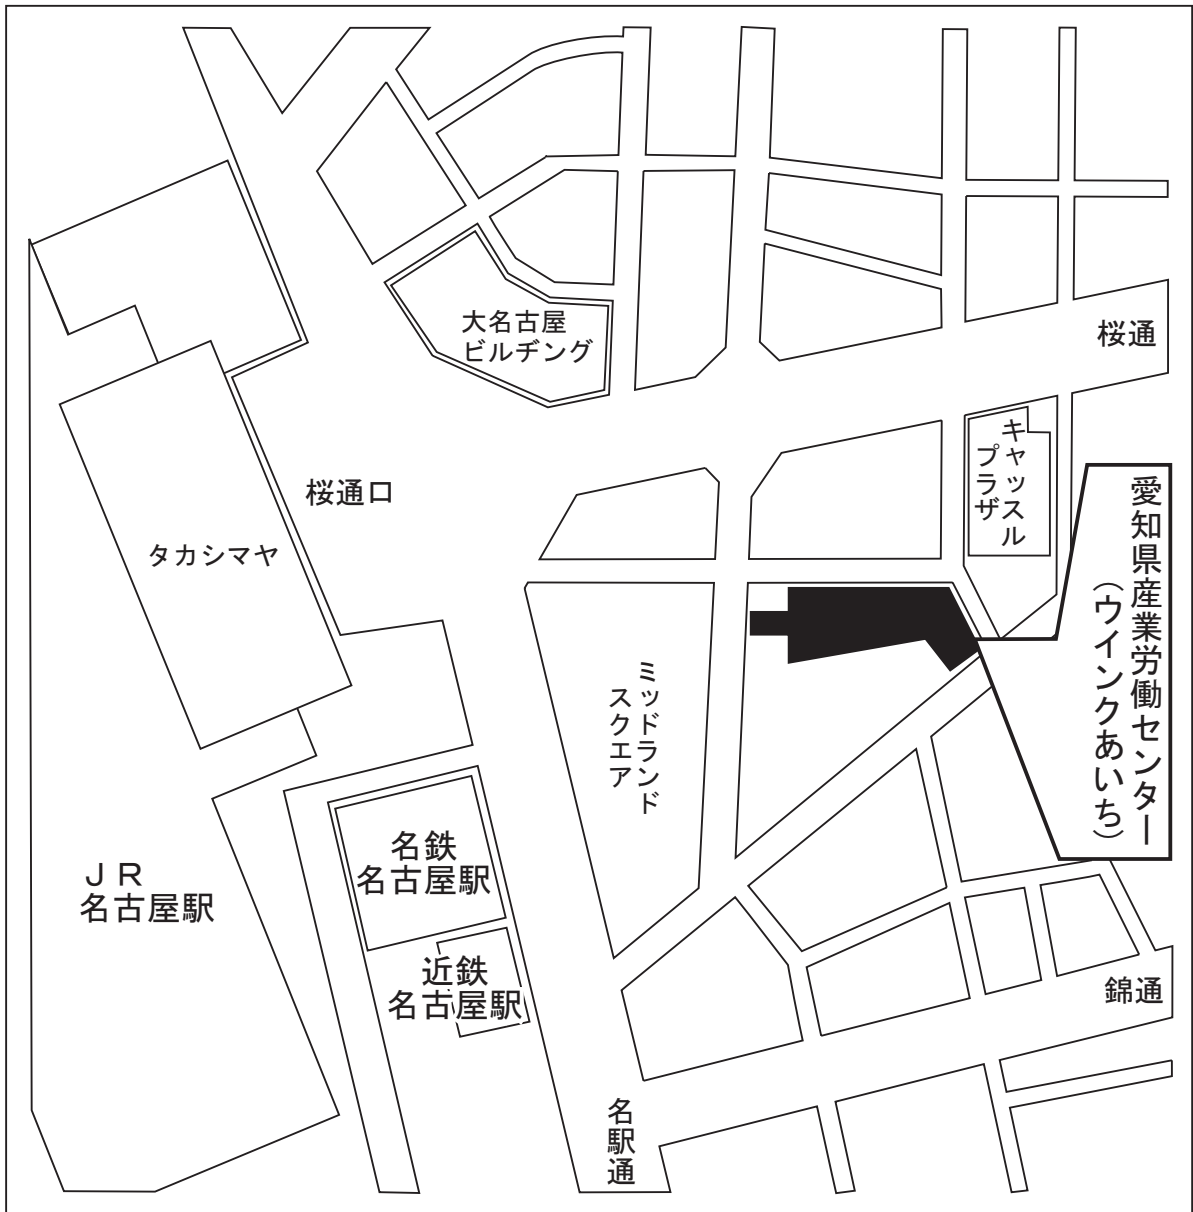 大名古屋
ビルヂング
桜通
キャッスル
プラザ
桜通口
タカシマヤ
愛知県産業労働センター
（ウインクあいち）
ミッドランド
スクエア
名鉄
名古屋駅
ＪＲ
名古屋駅
近鉄
名古屋駅
錦通
名駅通